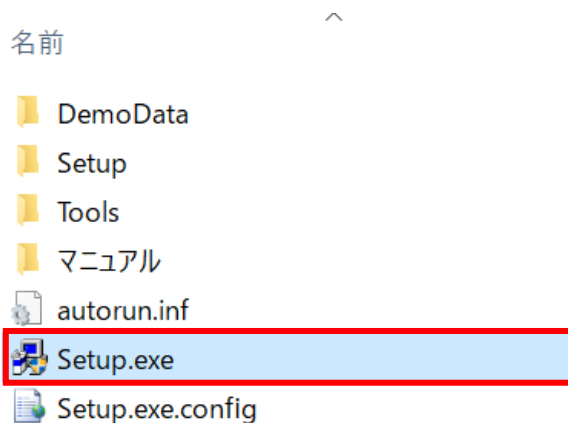 名前
DemoData
Setup
Tools
マニュアル
autorun.inf
Setup.exe
Setup.exe.config